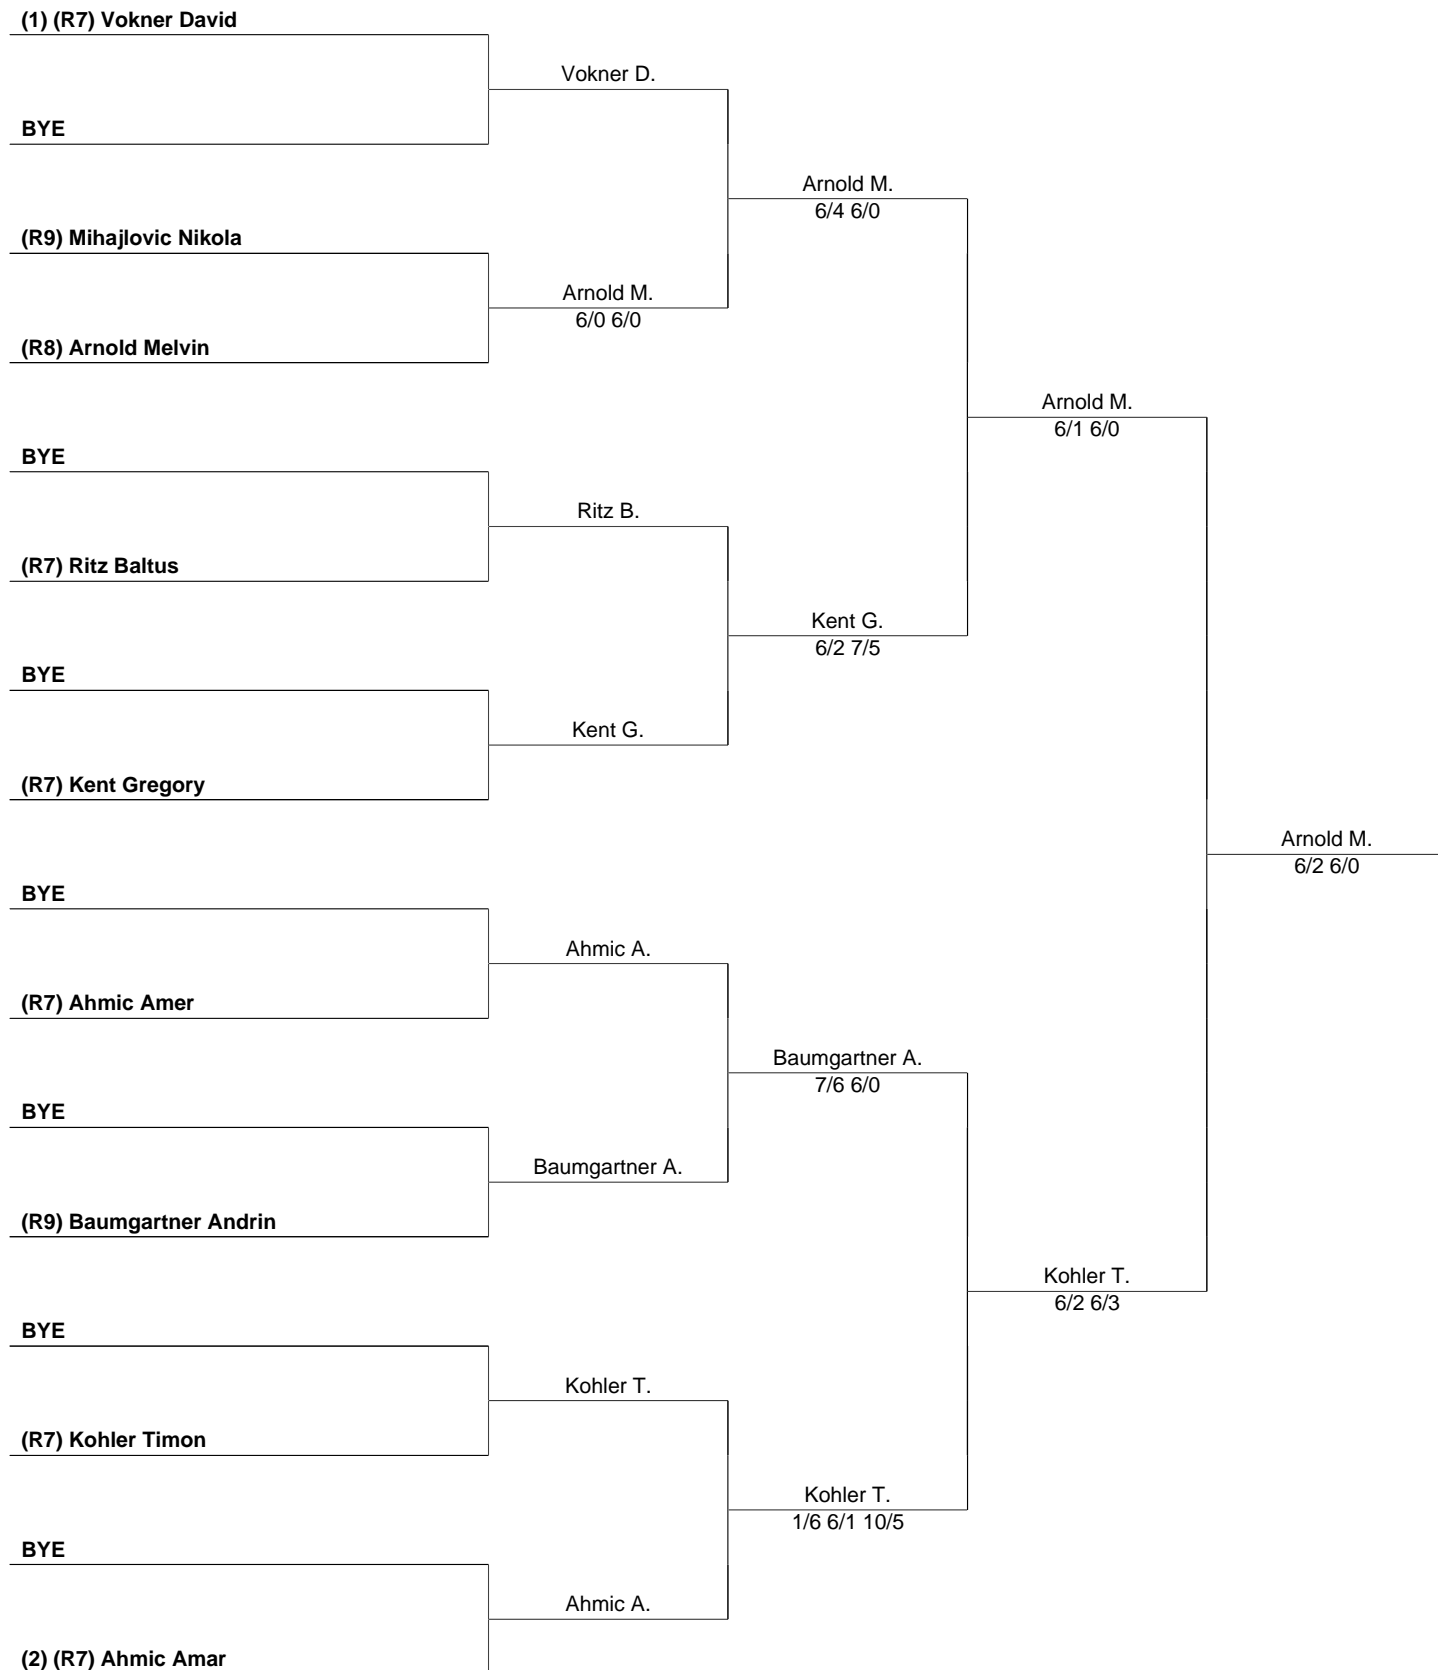 (1) (R7) Vokner David
Vokner D.
BYE
Arnold M.
6/4 6/0
(R9) Mihajlovic Nikola
Arnold M.
6/0 6/0
(R8) Arnold Melvin
Arnold M.
6/1 6/0
BYE
Ritz B.
(R7) Ritz Baltus
Kent G.
6/2 7/5
BYE
Kent G.
(R7) Kent Gregory
Arnold M.
6/2 6/0
BYE
Ahmic A.
(R7) Ahmic Amer
Baumgartner A.
7/6 6/0
BYE
Baumgartner A.
(R9) Baumgartner Andrin
Kohler T.
6/2 6/3
BYE
Kohler T.
(R7) Kohler Timon
Kohler T.
1/6 6/1 10/5
BYE
Ahmic A.
(2) (R7) Ahmic Amar